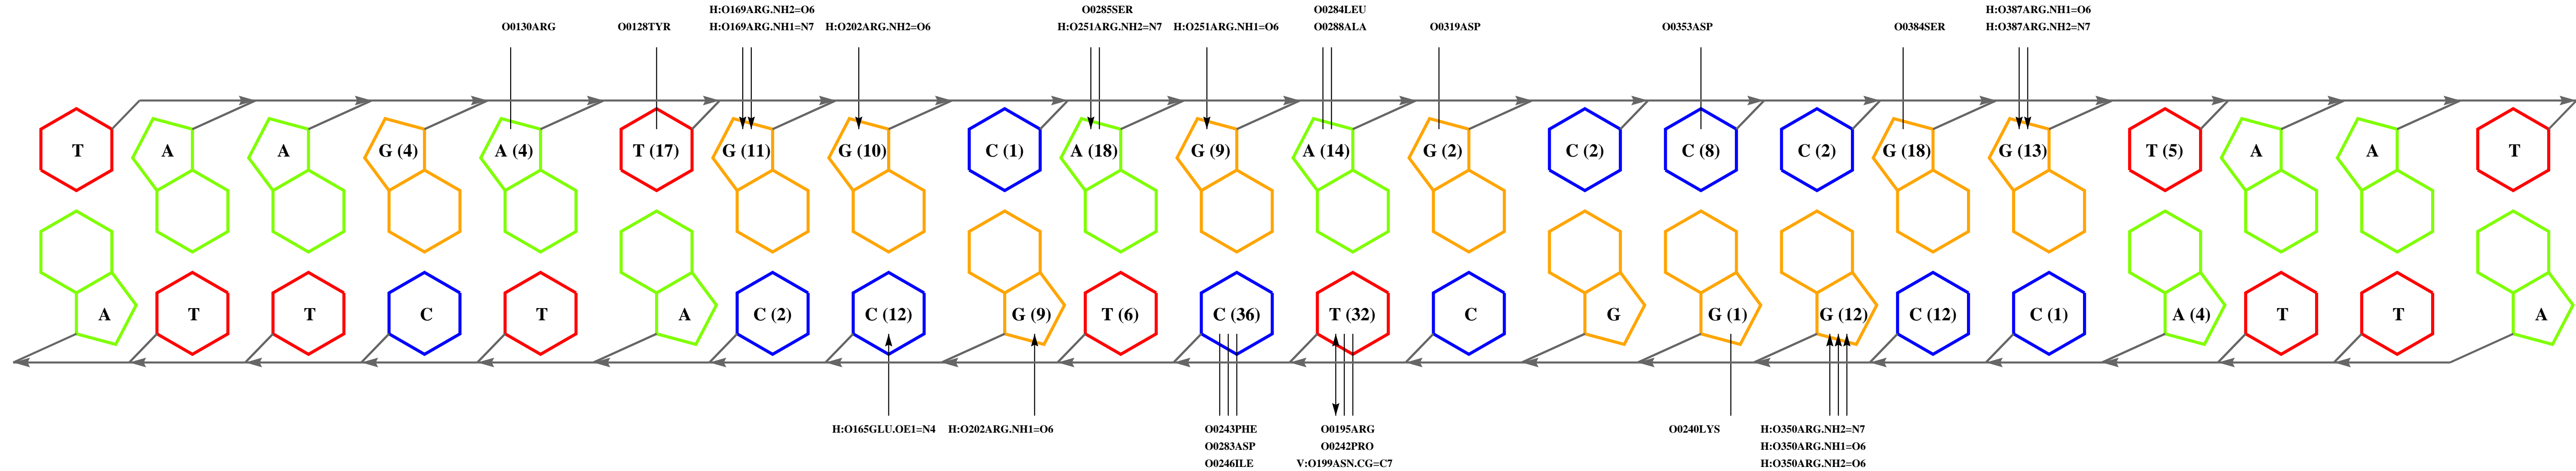 H:O169ARG.NH2=O6 O0285SER O0284LEU H:O387ARG.NH1=O6
O0130ARG O0128TYR H:O169ARG.NH1=N7 H:O202ARG.NH2=O6 H:O251ARG.NH2=N7 H:O251ARG.NH1=O6 O0288ALA O0319ASP O0353ASP O0384SER H:O387ARG.NH2=N7
T A A G (4) A (4) T (17) G (11) G (10) C (1) A (18) G (9) A (14) G (2) C (2) C (8) C (2) G (18) G (13) T (5) A A T
A T T C T A C (2) C (12) G (9) T (6) C (36) T (32) C G G (1) G (12) C (12) C (1) A (4) T T A
H:O165GLU.OE1=N4 H:O202ARG.NH1=O6 O0243PHE O0195ARG O0240LYS H:O350ARG.NH2=N7
O0283ASP O0242PRO H:O350ARG.NH1=O6
O0246ILE V:O199ASN.CG=C7 H:O350ARG.NH2=O6